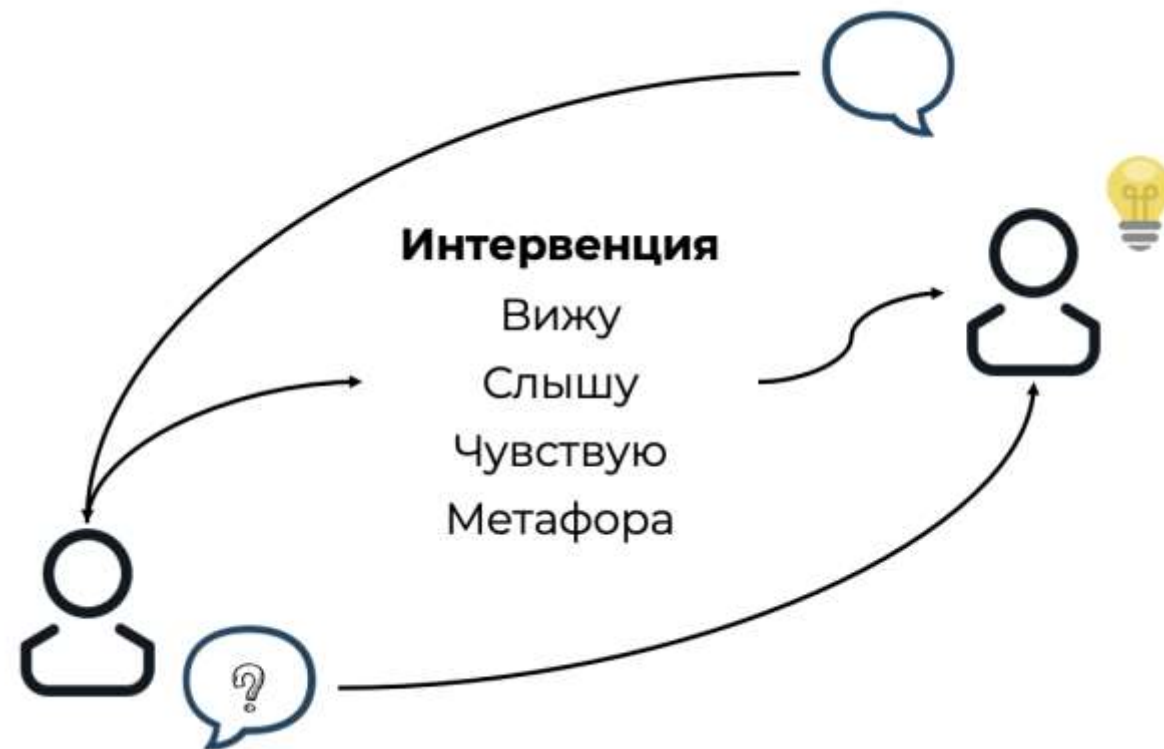 Интервенция
Вижу
Слышу
Чувствую
Метафора
?